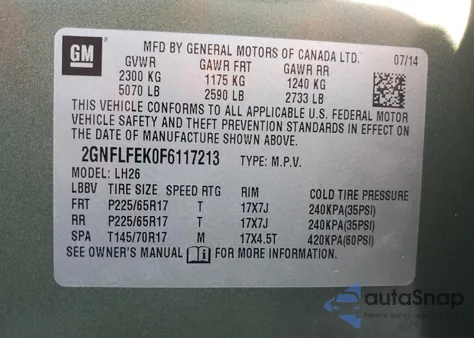 GM
MFD BY GENERAL MOTORS OF CANADA LTD.
07/14
GVWR GAWR FRT GAWR RR
2300 KG 1175 KG 1240 KG
5070 LB 2590 LB 2733 LB
THIS VEHICLE CONFORMS TO ALL APPLICABLE U.S. FEDERAL MOTOR
VEHICLE SAFETY AND THEFT PREVENTION STANDARDS IN EFFECT ON
THE DATE OF MANUFACTURE SHOWN ABOVE.
2GNFLFEK0F6117213 TYPE: M.P.V.
MODEL: LH26
LBBV TIRE SIZE SPEED RTG RIM COLD TIRE PRESSURE
FRT P225/65R17 T 17X7J 240KPA(35PSI)
RR P225/65R17 T 17X7J 240KPA(35PSI)
SPA T145/70R17 M 17X4.5T 420KPA(60PSI)
SEE OWNER'S MANUAL FOR MORE INFORMATION.
autoSnap